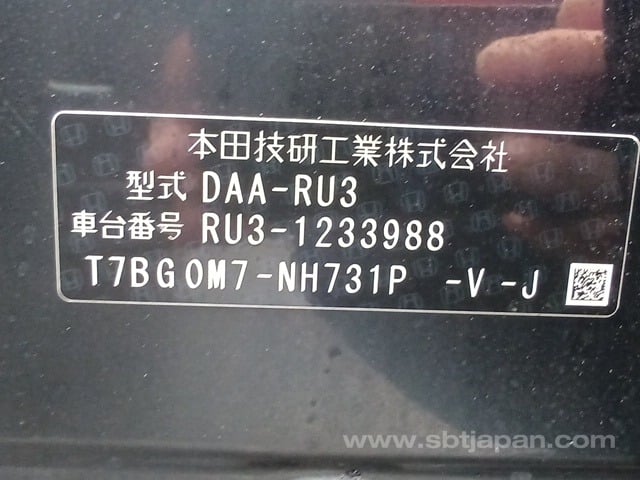 本田技研工業株式会社
型式 DAA-RU3
車台番号 RU3-1233988
T7BG0M7-NH731P -V-J
www.sbtjapan.com